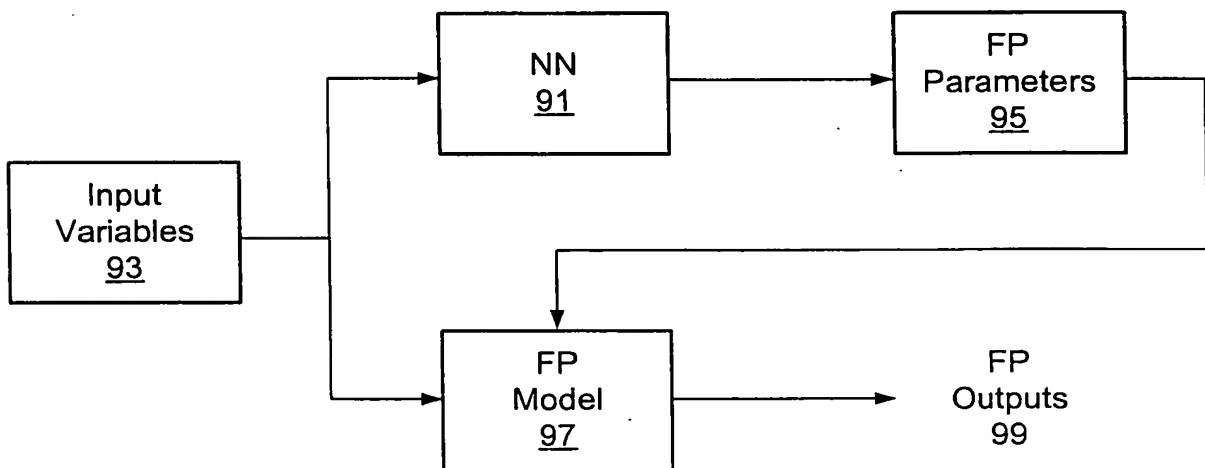 NN
91
FP
Parameters
95
Input
Variables
93
FP
Model
97
FP
Outputs
99